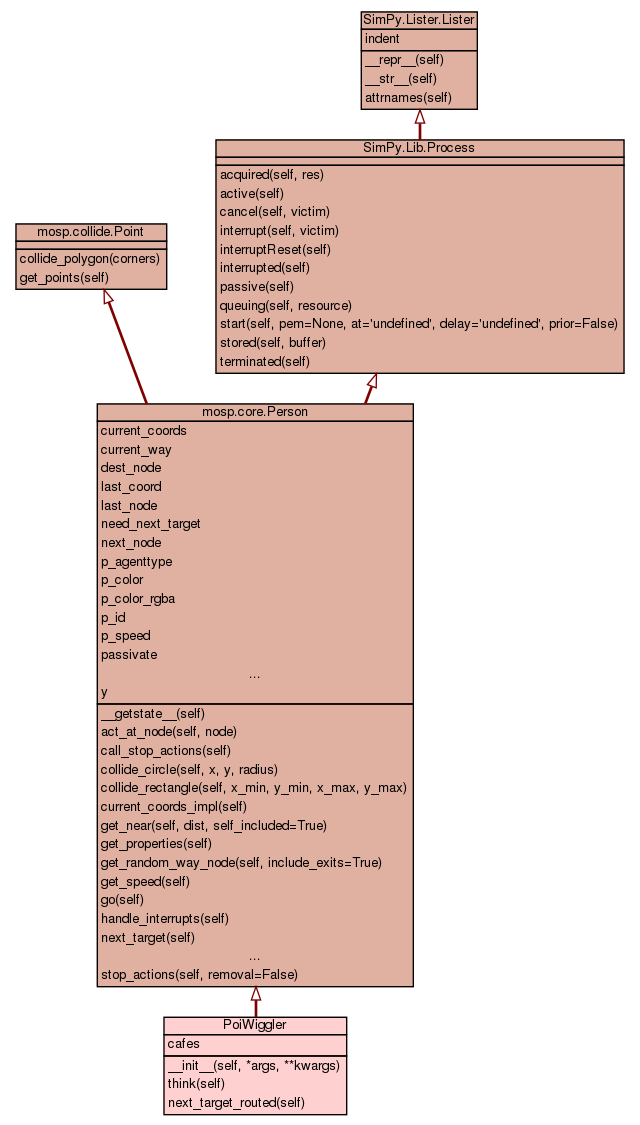 SimPy.Lister.Lister
indent
__repr__(self)
__str__(self)
attrnames(self)
SimPy.Lib.Process
acquired(self, res)
active(self)
cancel(self, victim)
interrupt(self, victim)
interruptReset(self)
interrupted(self)
passive(self)
queuing(self, resource)
start(self, pem=None, at='undefined', delay='undefined', prior=False)
stored(self, buffer)
terminated(self)
mosp.collide.Point
collide_polygon(corners)
get_points(self)
mosp.core.Person
current_coords
current_way
dest_node
last_coord
last_node
need_next_target
next_node
p_agenttype
p_color
p_color_rgba
p_id
p_speed
passivate
...
y
__getstate__(self)
act_at_node(self, node)
call_stop_actions(self)
collide_circle(self, x, y, radius)
collide_rectangle(self, x_min, y_min, x_max, y_max)
current_coords_impl(self)
get_near(self, dist, self_included=True)
get_properties(self)
get_random_way_node(self, include_exits=True)
get_speed(self)
go(self)
handle_interrupts(self)
next_target(self)
...
stop_actions(self, removal=False)
PoiWiggler
cafes
__init__(self, *args, **kwargs)
think(self)
next_target_routed(self)